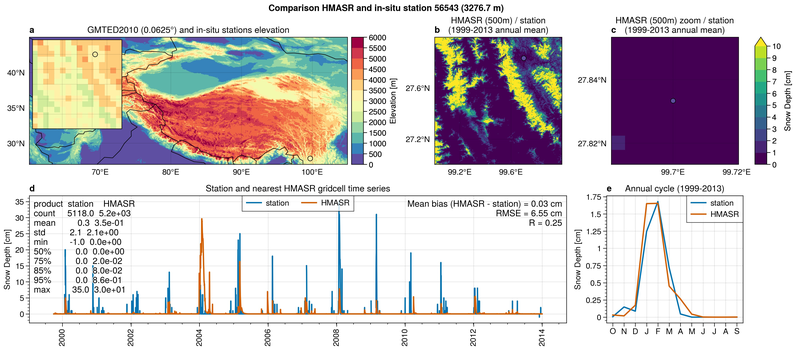 Comparison HMASR and in-situ station 56543 (3276.7 m)
a GMTED2010 (0.0625°) and in-situ stations elevation
40°N
35°N
30°N
70°E 80°E 90°E 100°E
6000
5500
5000
4500
4000
3500
3000
2500
2000
1500
1000
500
0
Elevation [m]
b HMASR (500m) / station
(1999-2013 annual mean)
27.6°N
27.2°N
99.2°E 99.6°E
c HMASR (500m) zoom / station
(1999-2013 annual mean)
27.84°N
27.82°N
99.7°E 99.72°E
10
9
8
7
6
5
4
3
2
1
0
Snow Depth [cm]
d Station and nearest HMASR gridcell time series
station HMASR
product station HMASR
count 5118.0 5.2e+03
mean 0.3 3.5e-01
std 2.1 2.1e+00
min -1.0 0.0e+00
50% 0.0 0.0e+00
75% 0.0 2.0e-02
85% 0.0 3.0e-02
95% 0.0 8.6e-01
max 35.0 3.0e+01
Mean bias (HMASR - station) = 0.03 cm
RMSE = 6.55 cm
R = 0.25
35
30
25
20
15
10
5
0
Snow Depth [cm]
2000 2002 2004 2006 2008 2010 2012 2014
e Annual cycle (1999-2013)
station
HMASR
1.75
1.5
1.25
1
0.75
0.5
0.25
0
Snow Depth [cm]
O N D J F M A M J J A S